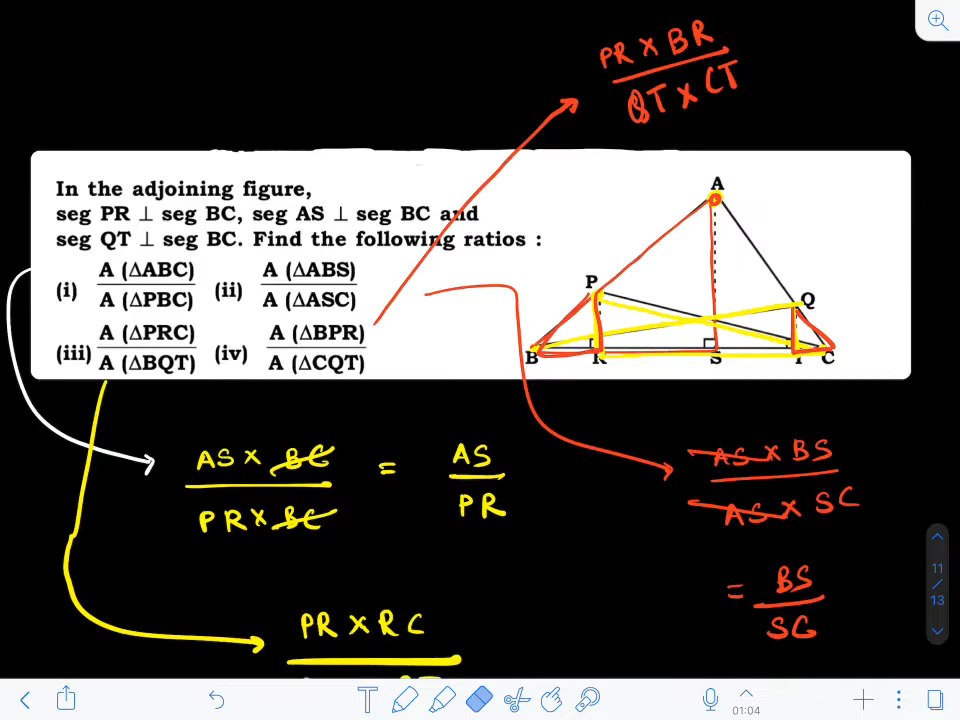 PR × BR
QT × CT
In the adjoining figure,
seg PR ⊥ seg BC, seg AS ⊥ seg BC and
seg QT ⊥ seg BC. Find the following ratios :
(i) A (ΔABC) (ii) A (ΔABS)
A (ΔPBC) A (ΔASC)
(iii) A (ΔPRC) (iv) A (ΔBPR)
A (ΔBQT) A (ΔCQT)
A
P
Q
B R S T C
AS × BC = AS
PR × BC PR
AS × BS
AS × SC
= BS
SC
PR × RC
11
/
13
T
01:04